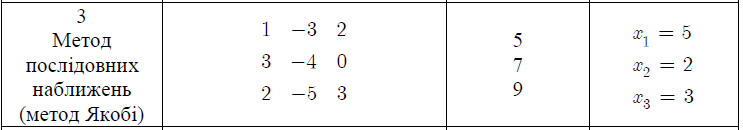 3
Метод
послідовних
наближень
(метод Якобі)
1 −3 2
3 −4 0
2 −5 3
5
7
9
x₁ = 5
x₂ = 2
x₃ = 3